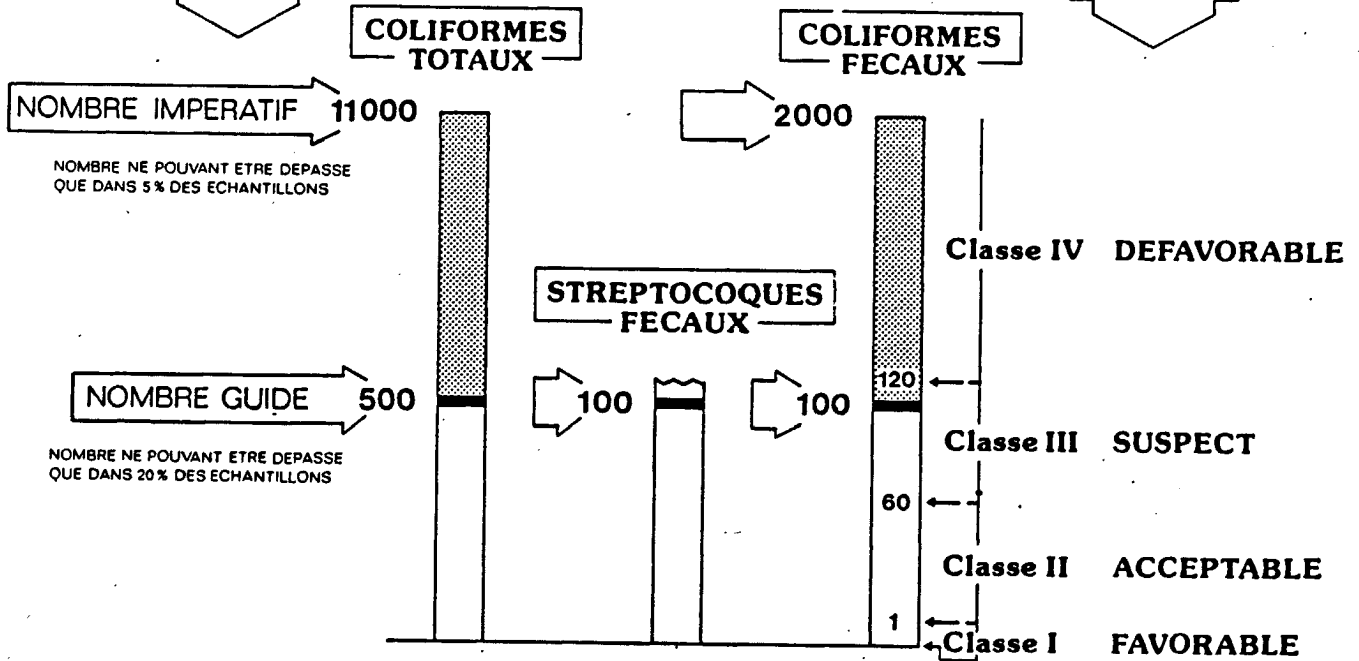 COLIFORMES
TOTAUX
COLIFORMES
FECAUX
NOMBRE IMPERATIF 11000
2000
NOMBRE NE POUVANT ETRE DEPASSE
QUE DANS 5% DES ECHANTILLONS
Classe IV DEFAVORABLE
STREPTOCOQUES
FECAUX
120
NOMBRE GUIDE 500
100
100
Classe III SUSPECT
NOMBRE NE POUVANT ETRE DEPASSE
QUE DANS 20% DES ECHANTILLONS
60
Classe II ACCEPTABLE
1
Classe I FAVORABLE